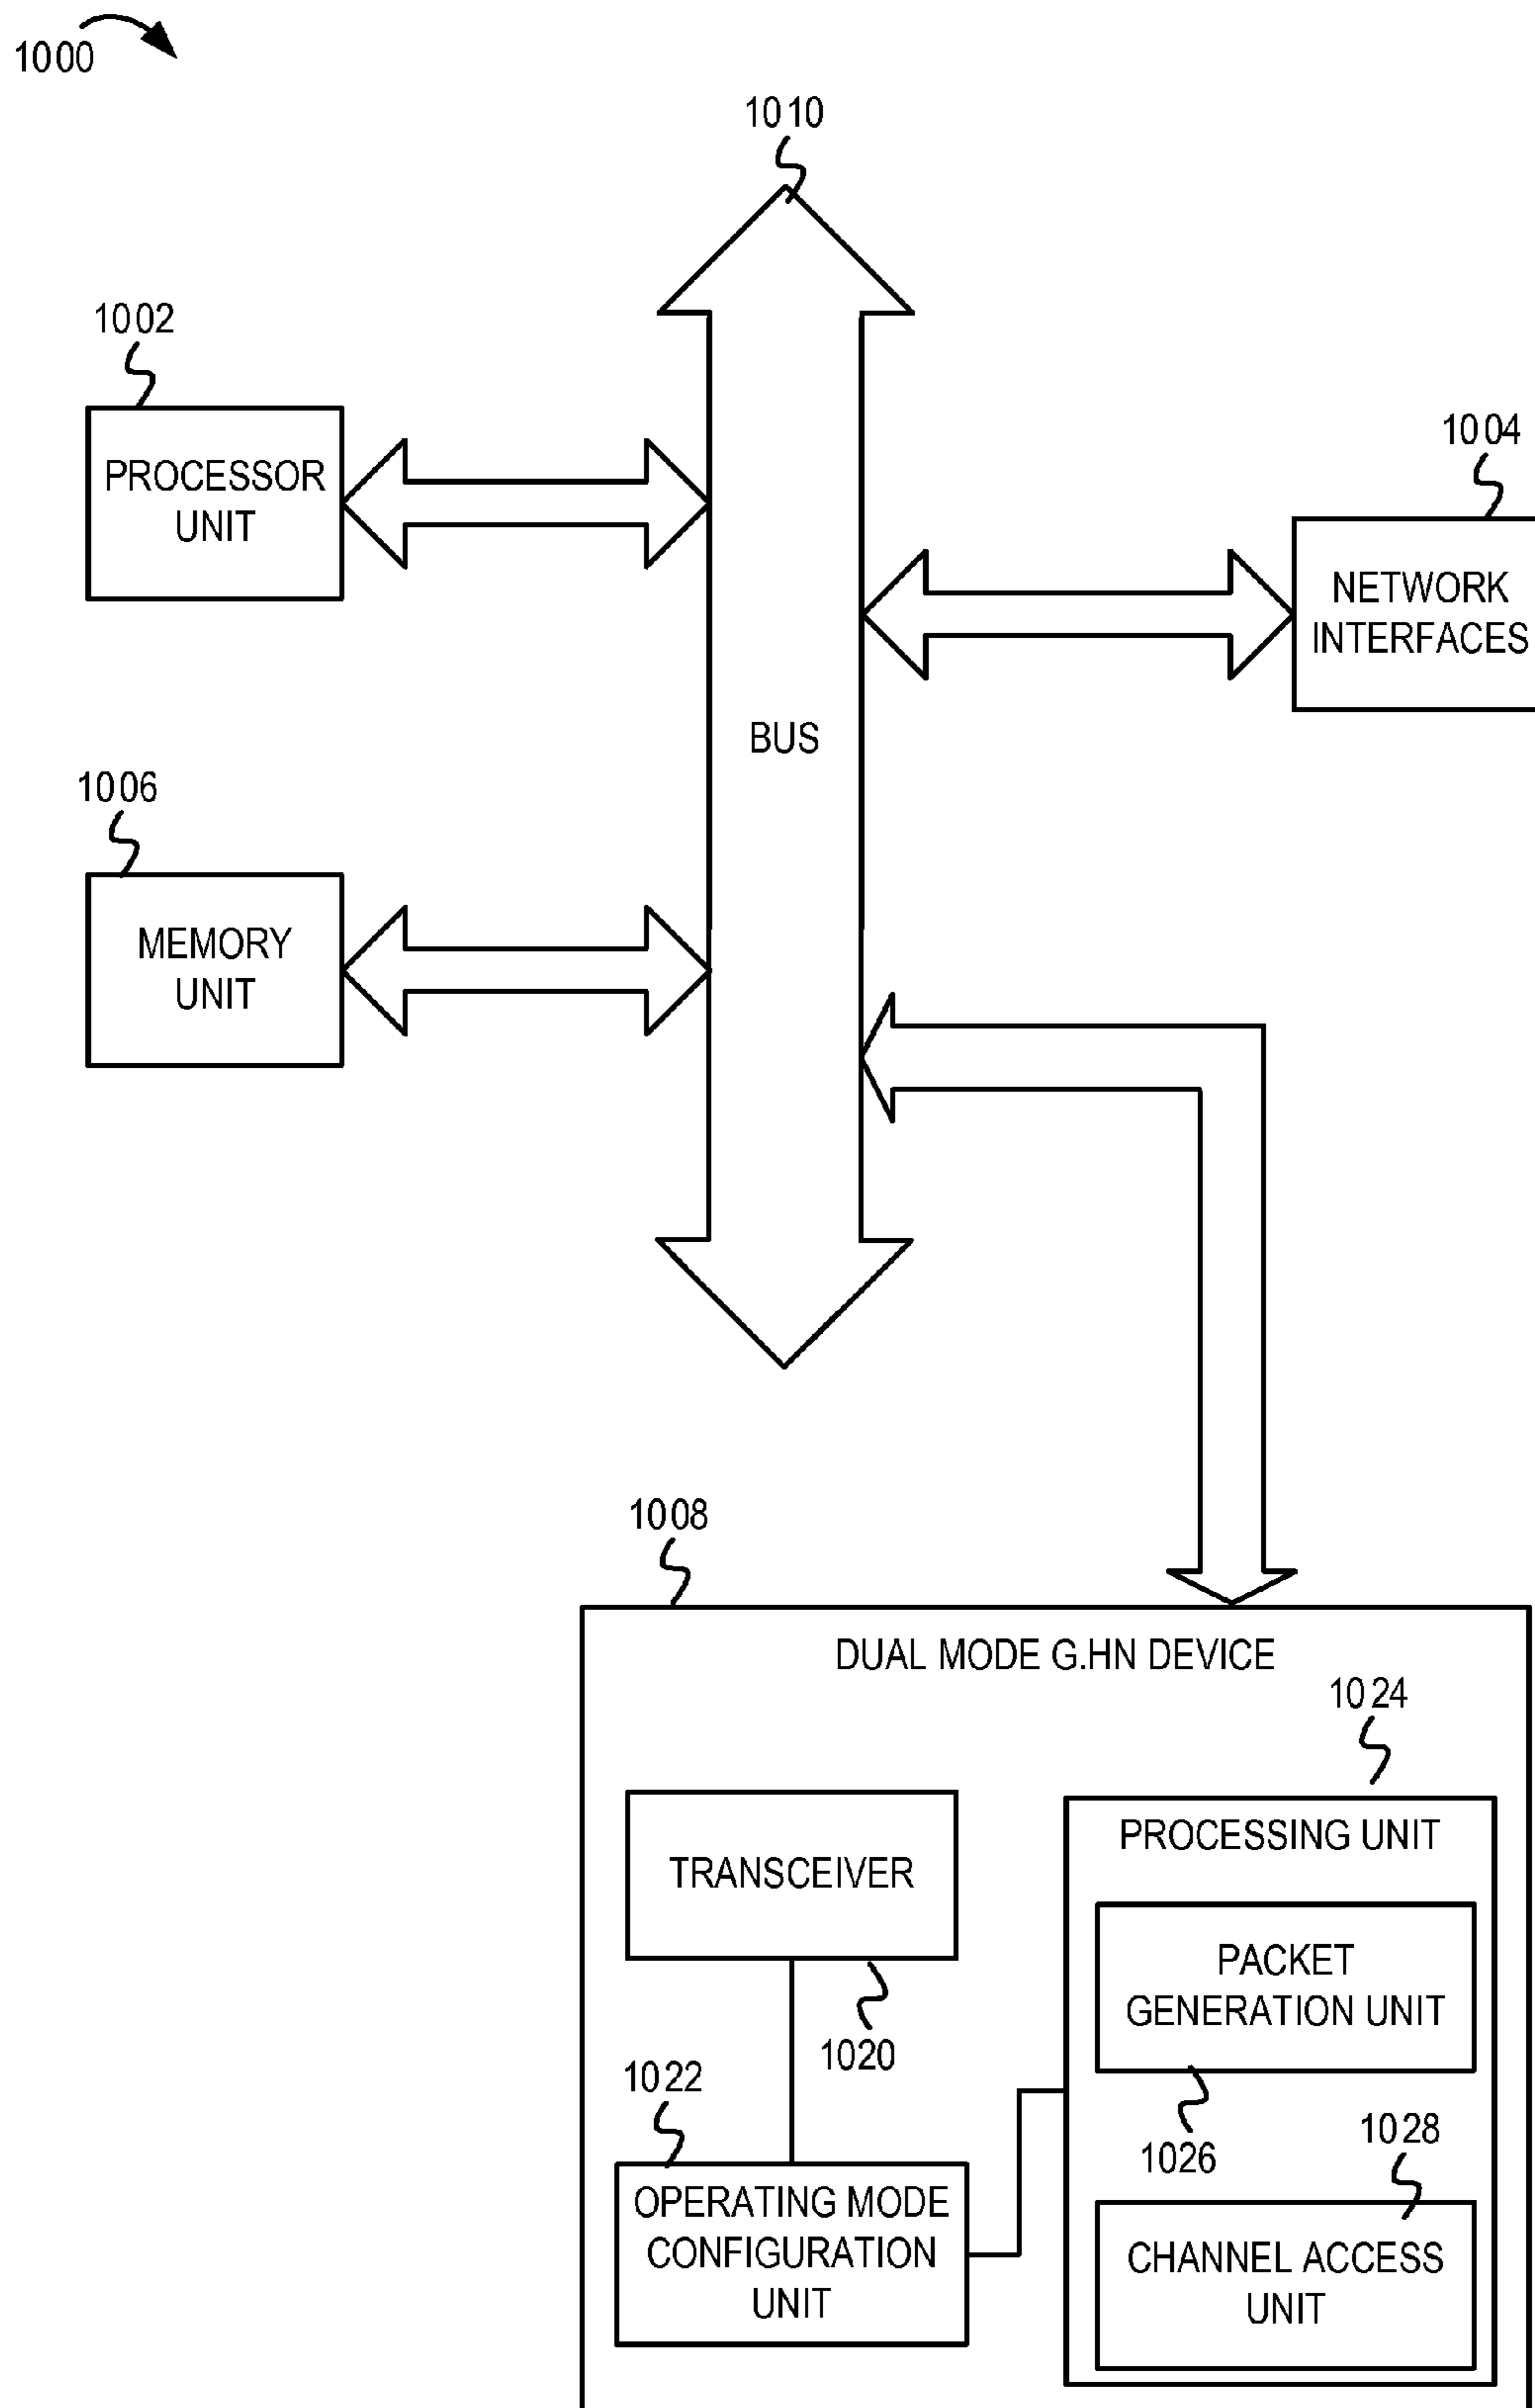 1000
1010
1002
PROCESSOR
UNIT
1004
NETWORK
INTERFACES
BUS
1006
MEMORY
UNIT
1008
DUAL MODE G.HN DEVICE
1024
PROCESSING UNIT
TRANSCEIVER
PACKET
GENERATION UNIT
1020
1022
1026
1028
OPERATING MODE
CONFIGURATION
UNIT
CHANNEL ACCESS
UNIT